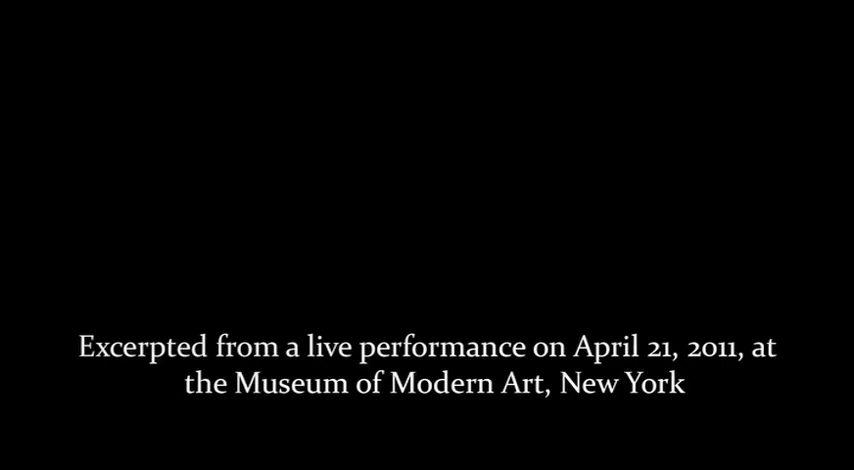 Excerpted from a live performance on April 21, 2011, at
the Museum of Modern Art, New York